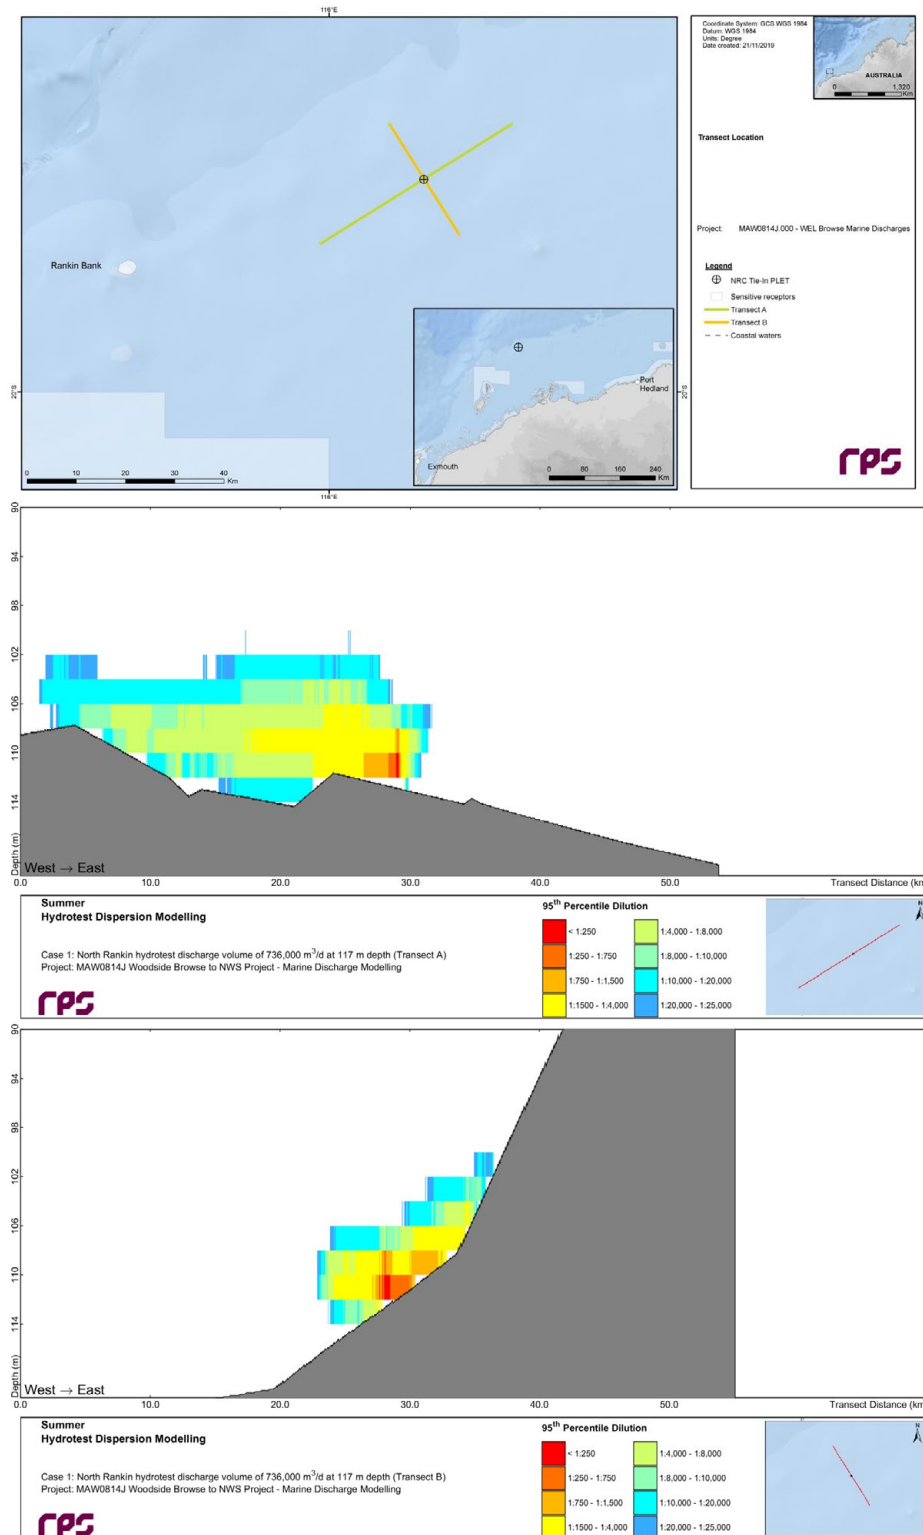 116°E
Coordinate System: GCS WGS 1984
Datum: WGS 1984
Units: Degree
Date created: 21/11/2019
AUSTRALIA
0 1,320
Km
Transect Location
Project: MAW0814J.000 - WEL Browse Marine Discharges
Rankin Bank
Legend
NRC Tie-In PLET
Sensitive receptors
Transect A
Transect B
Coastal waters
20°S
20°S
Port
Hedland
Exmouth
0 80 160 240
Km
0 10 20 30 40
Km
116°E
rps
90
94
98
102
106
110
114
Depth (m)
West → East
0.0 10.0 20.0 30.0 40.0 50.0 Transect Distance (km
Summer
Hydrotest Dispersion Modelling
Case 1: North Rankin hydrotest discharge volume of 736,000 m³/d at 117 m depth (Transect A)
Project: MAW0814J Woodside Browse to NWS Project - Marine Discharge Modelling
rps
95th Percentile Dilution
< 1:250
1:250 - 1:750
1:750 - 1:1,500
1:1500 - 1:4,000
1:4,000 - 1:8,000
1:8,000 - 1:10,000
1:10,000 - 1:20,000
1:20,000 - 1:25,000
N
90
94
98
102
106
110
114
Depth (m)
West → East
0.0 10.0 20.0 30.0 40.0 50.0 Transect Distance (km
Summer
Hydrotest Dispersion Modelling
Case 1: North Rankin hydrotest discharge volume of 736,000 m³/d at 117 m depth (Transect B)
Project: MAW0814J Woodside Browse to NWS Project - Marine Discharge Modelling
rps
95th Percentile Dilution
< 1:250
1:250 - 1:750
1:750 - 1:1,500
1:1500 - 1:4,000
1:4,000 - 1:8,000
1:8,000 - 1:10,000
1:10,000 - 1:20,000
1:20,000 - 1:25,000
N